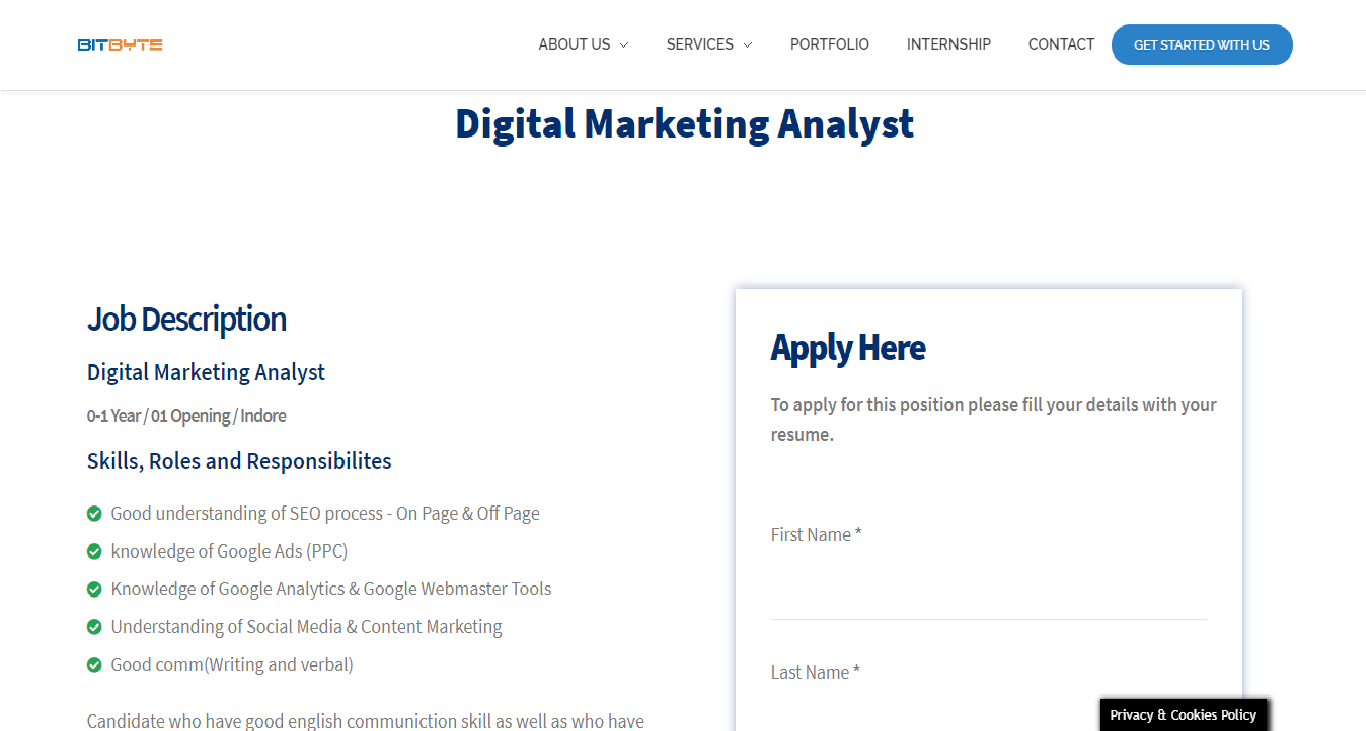 BITBYTE
ABOUT US
SERVICES
PORTFOLIO
INTERNSHIP
CONTACT
GET STARTED WITH US
Digital Marketing Analyst
Job Description
Digital Marketing Analyst
0-1 Year / 01 Opening / Indore
Skills, Roles and Responsibilites
Good understanding of SEO process - On Page & Off Page
knowledge of Google Ads (PPC)
Knowledge of Google Analytics & Google Webmaster Tools
Understanding of Social Media & Content Marketing
Good comm(Writing and verbal)
Candidate who have good english communiction skill as well as who have
Apply Here
To apply for this position please fill your details with your
resume.
First Name *
Last Name *
Privacy & Cookies Policy